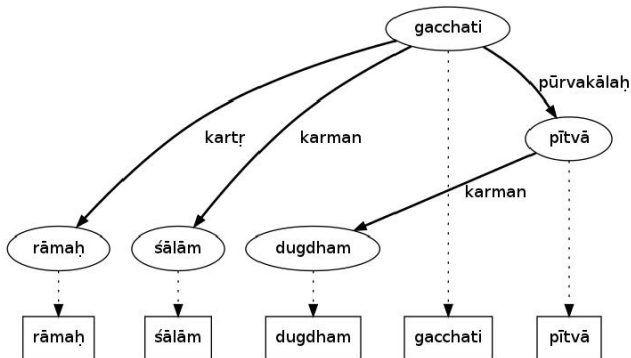 gacchati
pūrvakālaḥ
kartṛ
karman
pītvā
karman
rāmaḥ
śālām
dugdham
rāmaḥ
śālām
dugdham
gacchati
pītvā